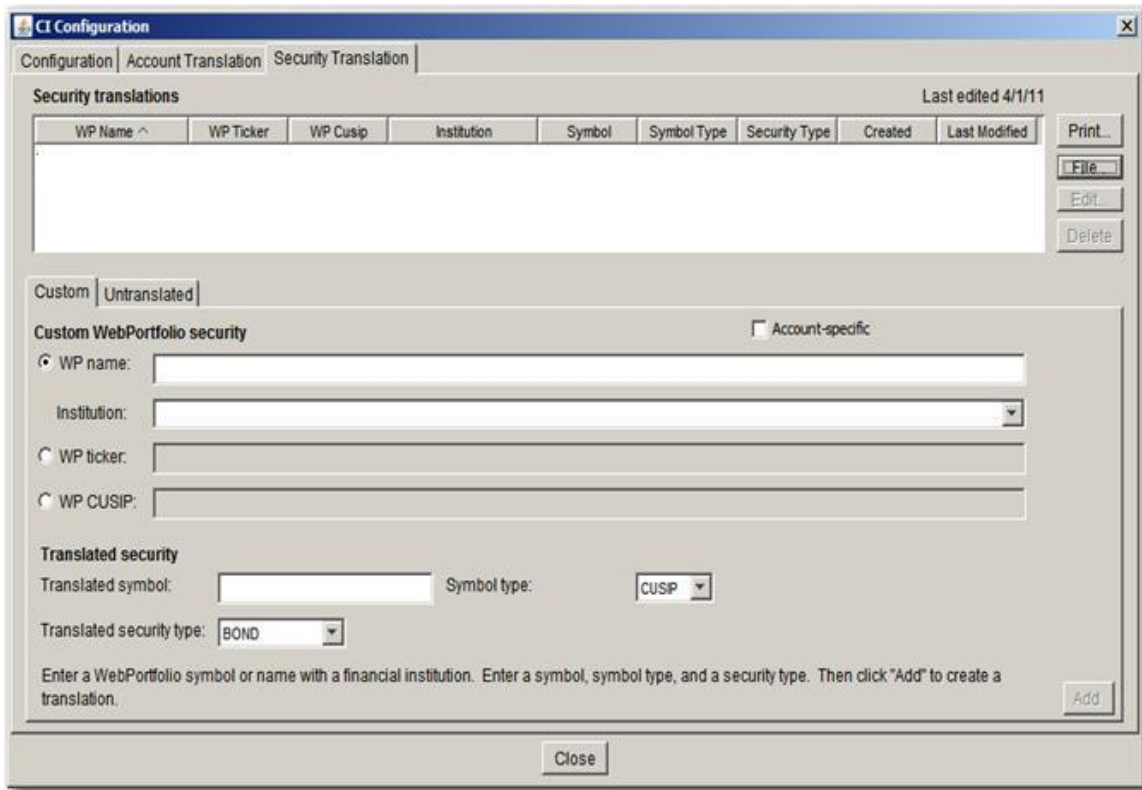 CI Configuration
Configuration Account Translation Security Translation
Security translations Last edited 4/1/11
WP Name WP Ticker WP Cusip Institution Symbol Symbol Type Security Type Created Last Modified Print...
File...
Edit...
Delete
Custom Untranslated
Custom WebPortfolio security Account-specific
WP name:
Institution:
WP ticker:
WP CUSIP:
Translated security
Translated symbol: Symbol type: CUSIP
Translated security type: BOND
Enter a WebPortfolio symbol or name with a financial institution. Enter a symbol, symbol type, and a security type. Then click "Add" to create a
translation.
Add
Close